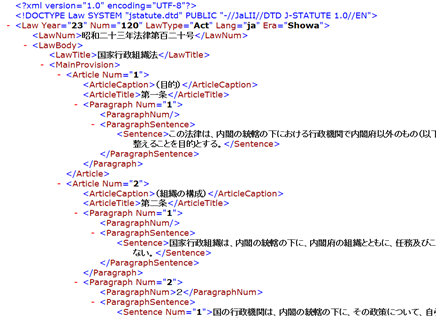 <?xml version="1.0" encoding="UTF-8"?>
<!DOCTYPE Law SYSTEM "jstatute.dtd" PUBLIC "-//JaLII//DTD J-STATUTE 1.0//EN">
- <Law Year="23" Num="120" LawType="Act" Lang="ja" Era="Showa">
<LawNum>昭和二十三年法律第百二十号</LawNum>
- <LawBody>
<LawTitle>国家行政組織法</LawTitle>
- <MainProvision>
- <Article Num="1">
<ArticleCaption>(目的)</ArticleCaption>
<ArticleTitle>第一条</ArticleTitle>
- <Paragraph Num="1">
<ParagraphNum/>
- <ParagraphSentence>
<Sentence>この法律は、内閣の統轄の下における行政機関で内閣府以外のもの(以下
整えることを目的とする。</Sentence>
</ParagraphSentence>
</Paragraph>
</Article>
- <Article Num="2">
<ArticleCaption>(組織の構成)</ArticleCaption>
<ArticleTitle>第二条</ArticleTitle>
- <Paragraph Num="1">
<ParagraphNum/>
- <ParagraphSentence>
<Sentence>国家行政組織は、内閣の統轄の下に、内閣府の組織とともに、任務及びこ
ない。</Sentence>
</ParagraphSentence>
</Paragraph>
- <Paragraph Num="2">
<ParagraphNum>2</ParagraphNum>
- <ParagraphSentence>
<Sentence Num="1">国の行政機関は、内閣の統轄の下に、その政策について、自